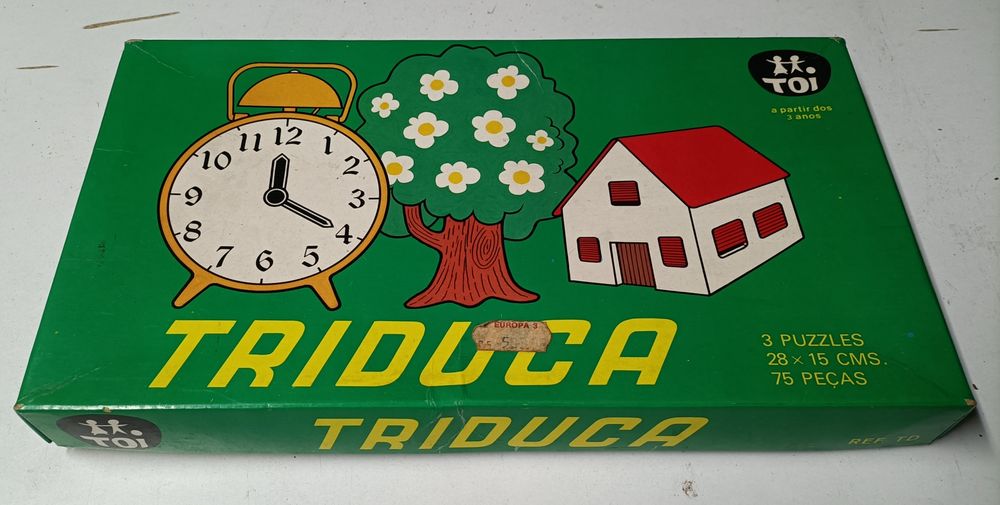 TOI
a partir dos
3 anos
11 12 1
10 2
9 3
8 4
7 6 5
TRIDUCA
EUROPA 3
3 PUZZLES
28 × 15 CMS.
75 PEÇAS
TOI
TRIDUCA
REF. TD